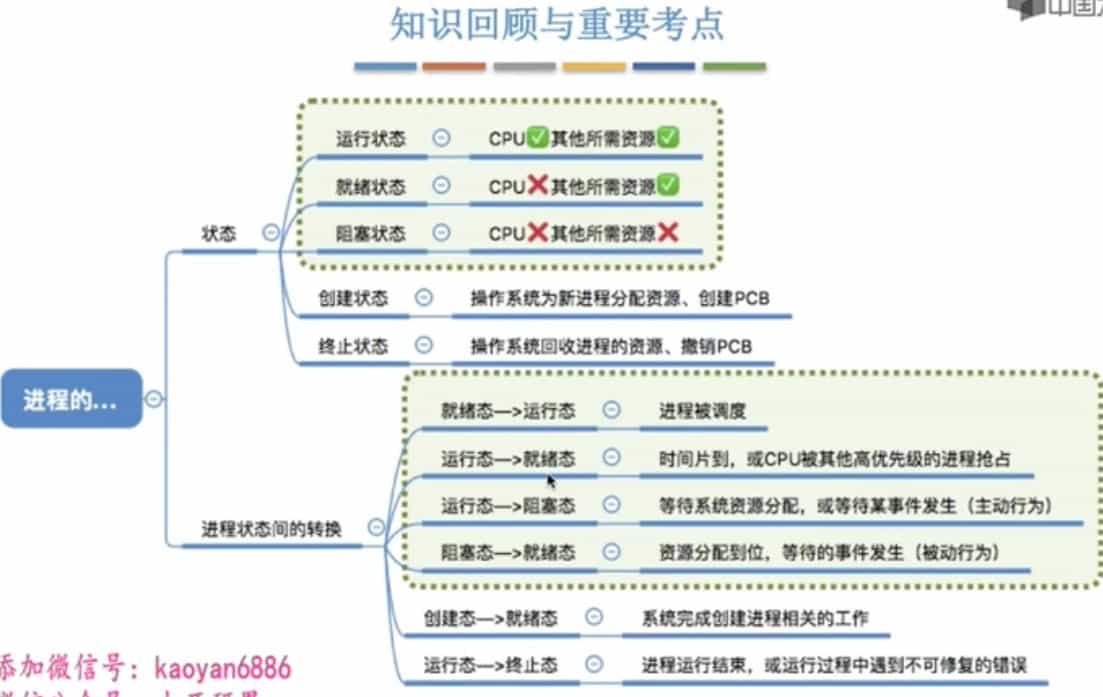 知识回顾与重要考点
中国
运行状态 CPU✅其他所需资源✅
就绪状态 CPU❌其他所需资源✅
状态
阻塞状态 CPU❌其他所需资源❌
创建状态 操作系统为新进程分配资源、创建PCB
终止状态 操作系统回收进程的资源、撤销PCB
进程的...
就绪态—>运行态 进程被调度
运行态—>就绪态 时间片到，或CPU被其他高优先级的进程抢占
运行态—>阻塞态 等待系统资源分配，或等待某事件发生（主动行为）
进程状态间的转换
阻塞态—>就绪态 资源分配到位，等待的事件发生（被动行为）
创建态—>就绪态 系统完成创建进程相关的工作
运行态—>终止态 进程运行结束，或运行过程中遇到不可修复的错误
添加微信号：kaoyan6886